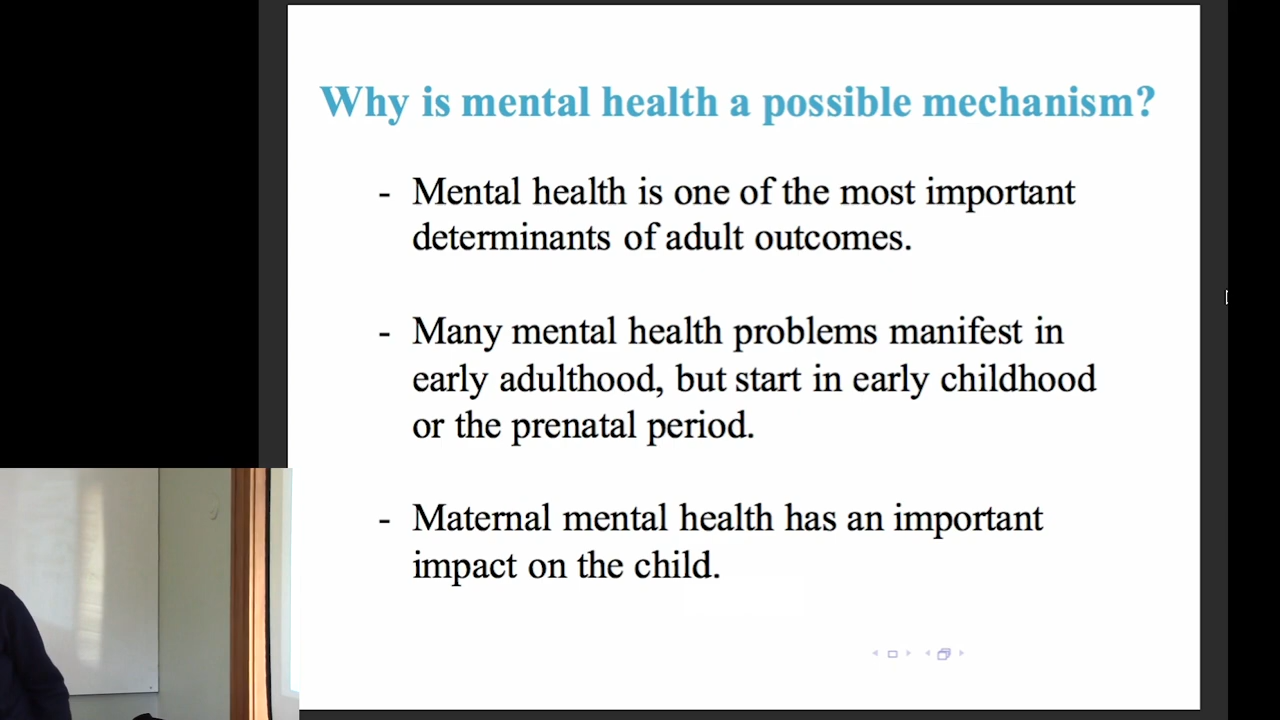 Why is mental health a possible mechanism?
- Mental health is one of the most important
determinants of adult outcomes.
- Many mental health problems manifest in
early adulthood, but start in early childhood
or the prenatal period.
- Maternal mental health has an important
impact on the child.